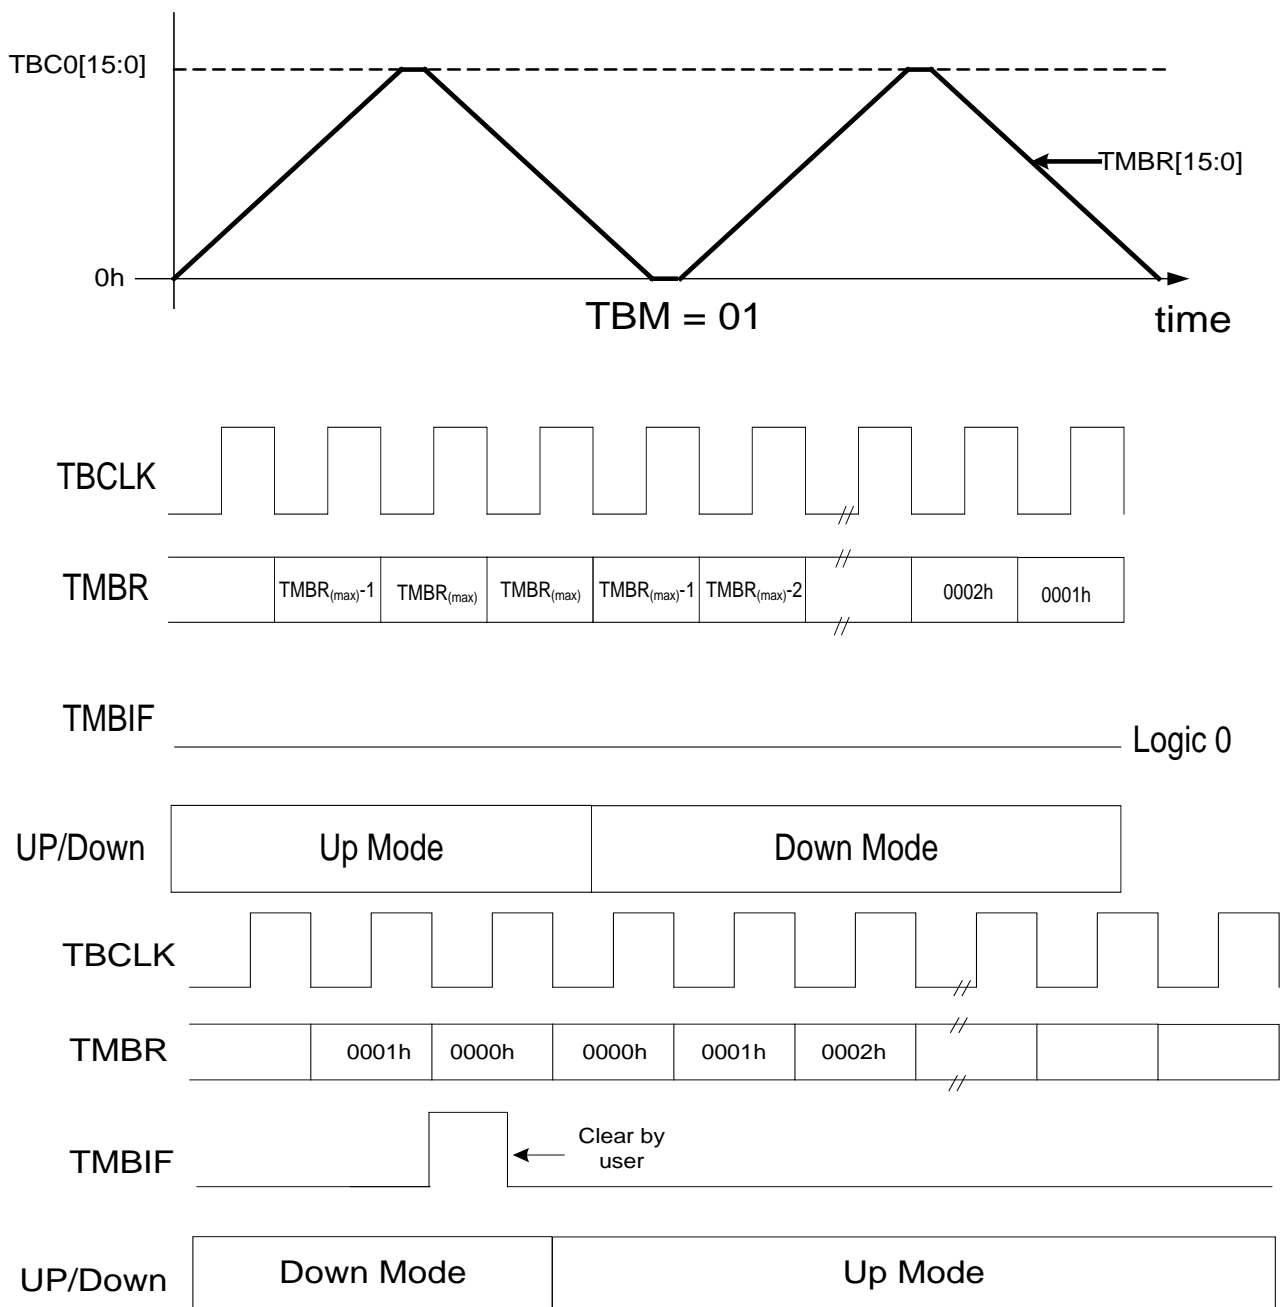 TBC0[15:0]
TMBR[15:0]
0h
TBM = 01
time
TBCLK
TMBR
TMBR(max)-1 TMBR(max) TMBR(max) TMBR(max)-1 TMBR(max)-2 0002h 0001h
TMBIF
Logic 0
UP/Down
Up Mode
Down Mode
TBCLK
TMBR
0001h 0000h 0000h 0001h 0002h
TMBIF
Clear by
user
UP/Down
Down Mode
Up Mode